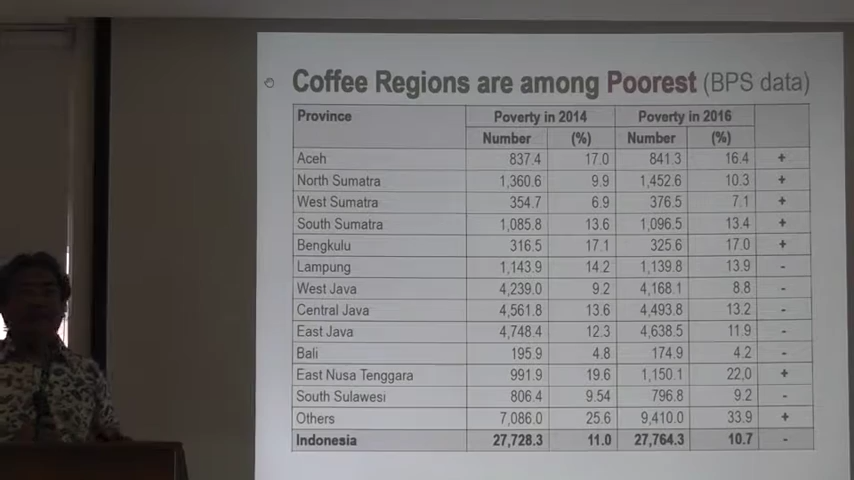 Coffee Regions are among Poorest (BPS data)
Province Poverty in 2014 Poverty in 2016
Number (%) Number (%)
Aceh 837.4 17.0 841.3 16.4 +
North Sumatra 1,360.6 9.9 1,452.6 10.3 +
West Sumatra 354.7 6.9 376.5 7.1 +
South Sumatra 1,085.8 13.6 1,096.5 13.4 +
Bengkulu 316.5 17.1 325.6 17.0 +
Lampung 1,143.9 14.2 1,139.8 13.9 -
West Java 4,239.0 9.2 4,168.1 8.8 -
Central Java 4,561.8 13.6 4,493.8 13.2 -
East Java 4,748.4 12.3 4,638.5 11.9 -
Bali 195.9 4.8 174.9 4.2 -
East Nusa Tenggara 991.9 19.6 1,150.1 22,0 +
South Sulawesi 806.4 9.54 796.8 9.2 -
Others 7,086.0 25.6 9,410.0 33.9 +
Indonesia 27,728.3 11.0 27,764.3 10.7 -